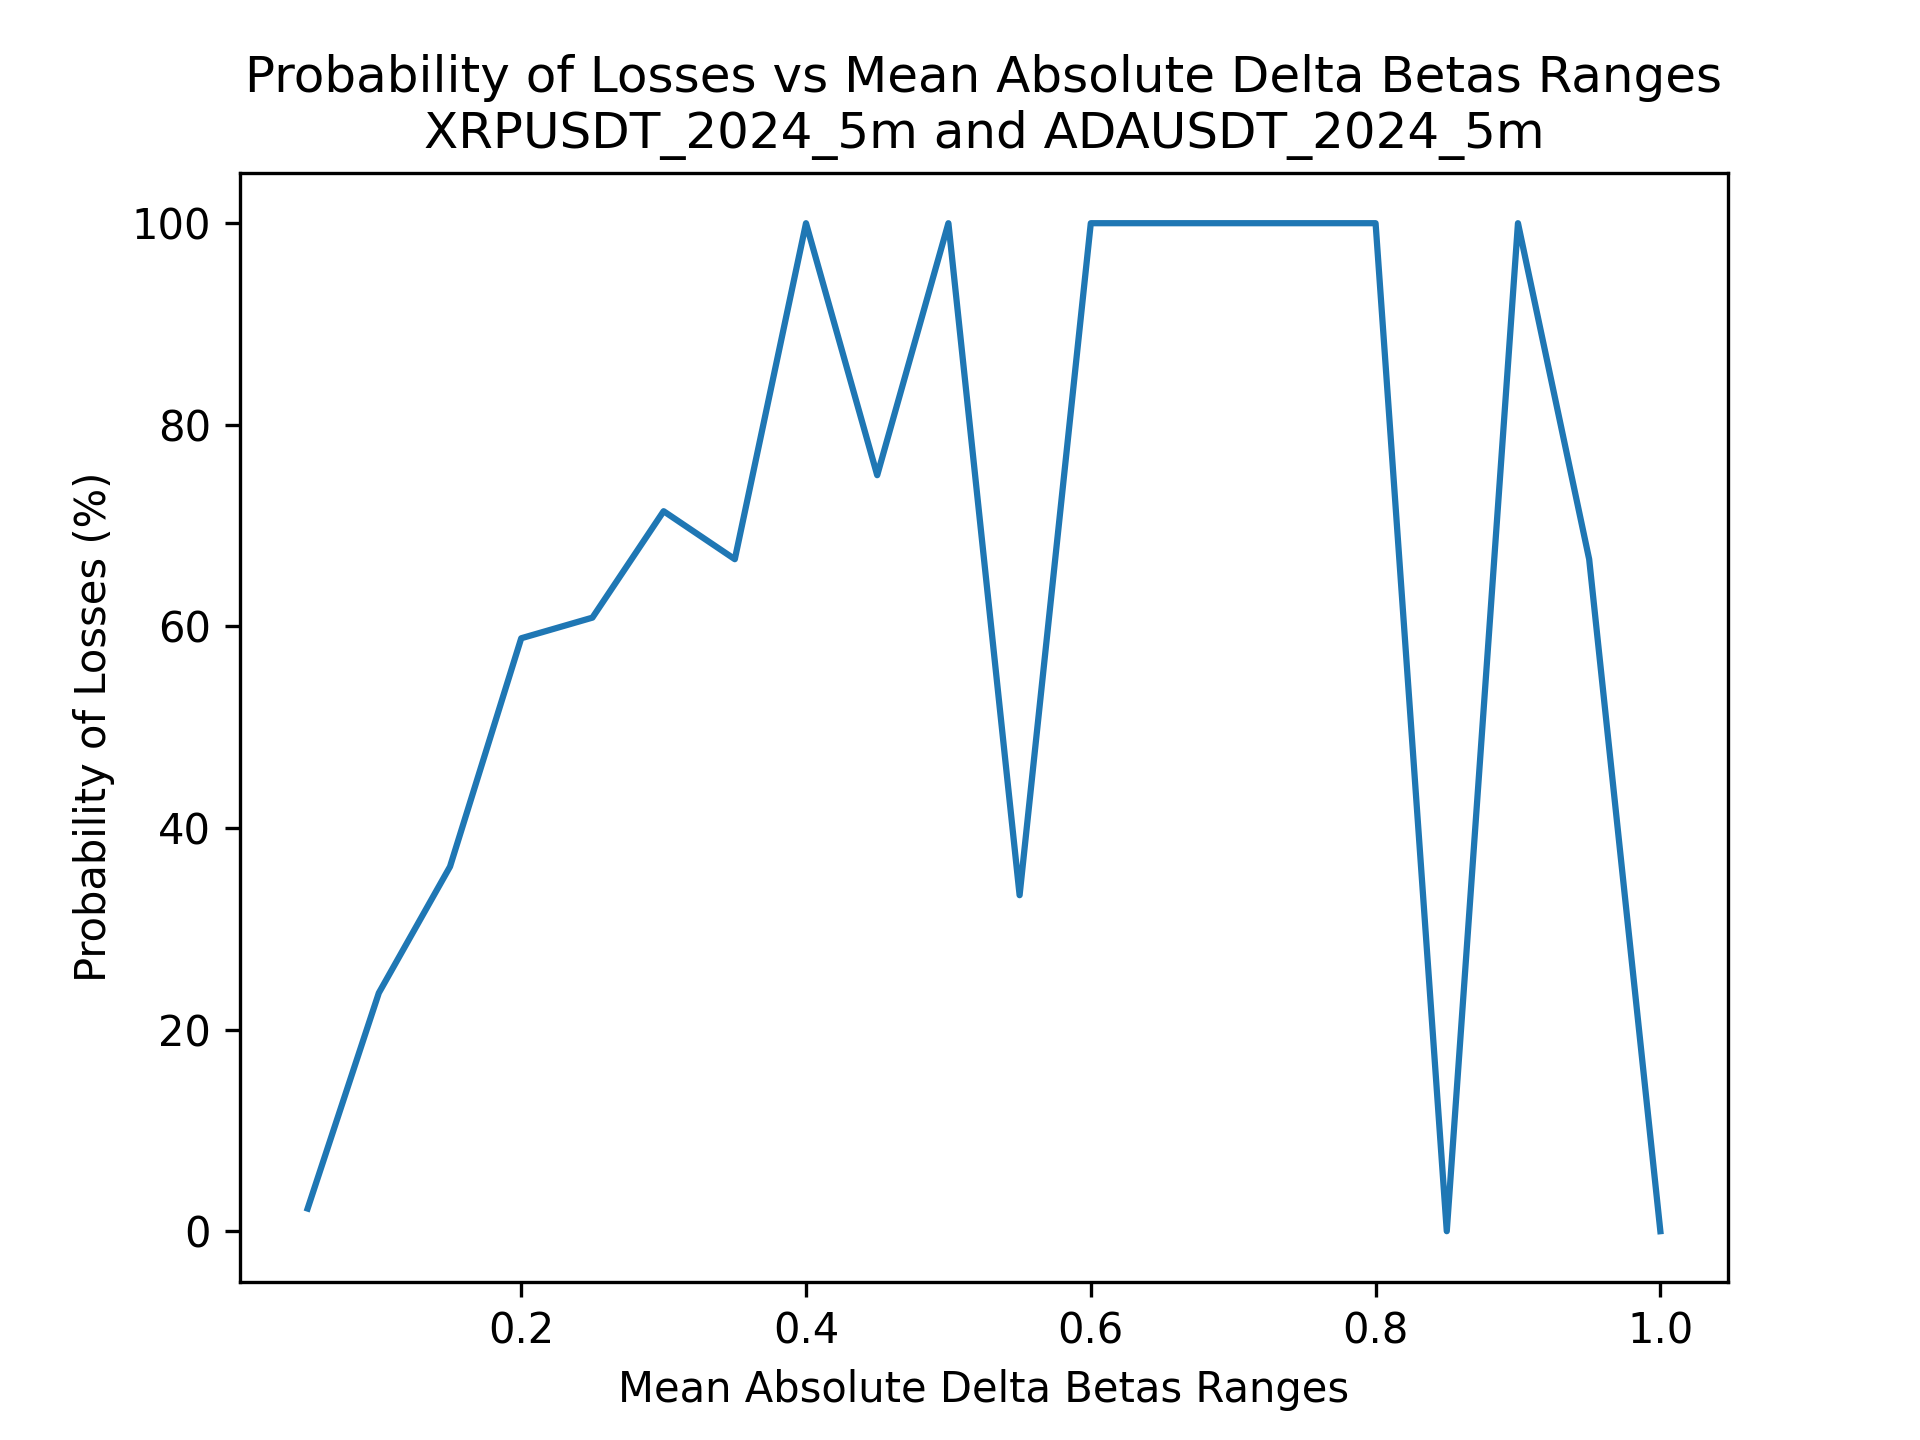 Probability of Losses vs Mean Absolute Delta Betas Ranges
XRPUSDT_2024_5m and ADAUSDT_2024_5m
Probability of Losses (%)
100
80
60
40
20
0
0.2 0.4 0.6 0.8 1.0
Mean Absolute Delta Betas Ranges